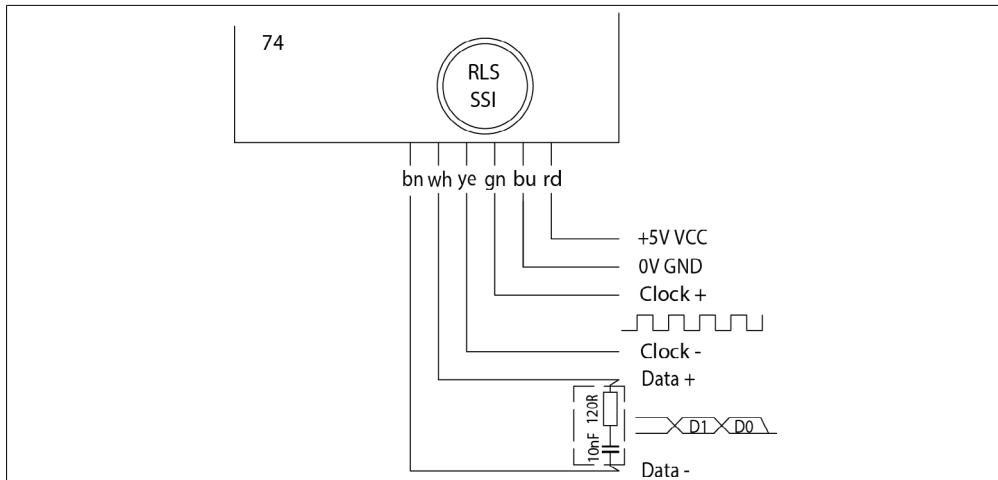 74
RLS
SSI
bn wh ye gn bu rd
+5V VCC
0V GND
Clock +
Clock -
Data +
120R
10nF
D1 D0
Data -